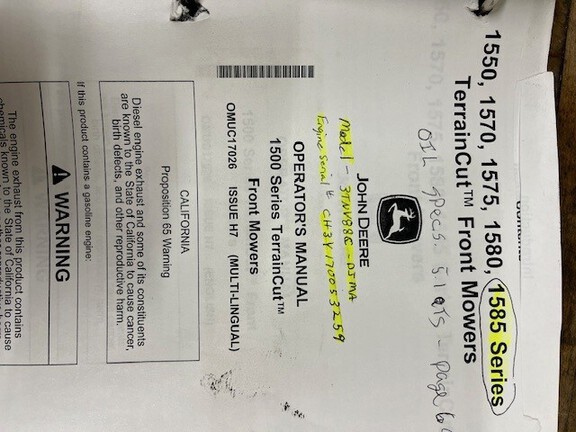 1550, 1570, 1575, 1580, 1585 Series
TerrainCut™ Front Mowers
OIL specs. 5.1 QTS - page 60
JOHN DEERE
Model - 3TNV88C-DJMA
Engine Serial # CH3Y170053259
OPERATOR'S MANUAL
1500 Series TerrainCut™
Front Mowers
OMUC17026 ISSUE H7 (MULTI-LINGUAL)
CALIFORNIA
Proposition 65 Warning
Diesel engine exhaust and some of its constituents
are known to the State of California to cause cancer,
birth defects, and other reproductive harm.
If this product contains a gasoline engine:
WARNING
The engine exhaust from this product contains
chemicals known to the State of California to cause